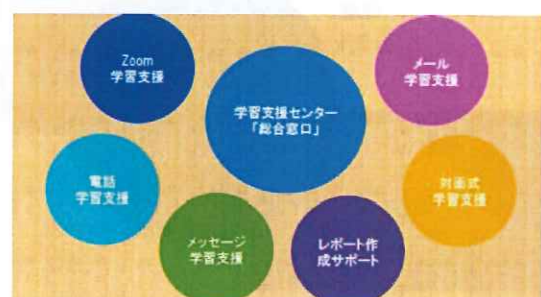 Zoom
学習支援
メール
学習支援
学習支援センター
「総合窓口」
電話
学習支援
対面式
学習支援
メッセージ
学習支援
レポート作
成サポート